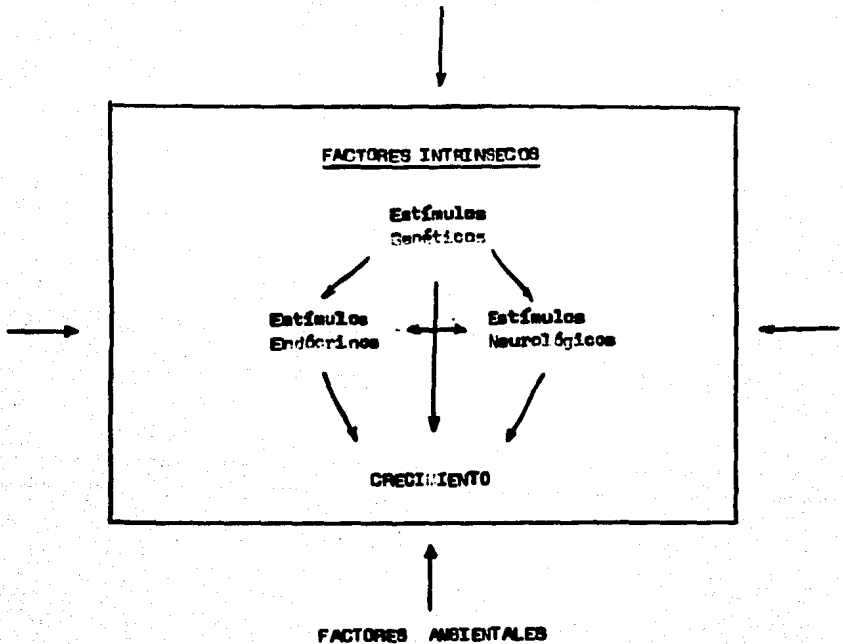 FACTORES INTRINSECOS
Estímulos
Genéticos
Estímulos
Endócrinos
Estímulos
Neurológicos
CRECIMIENTO
FACTORES AMBIENTALES